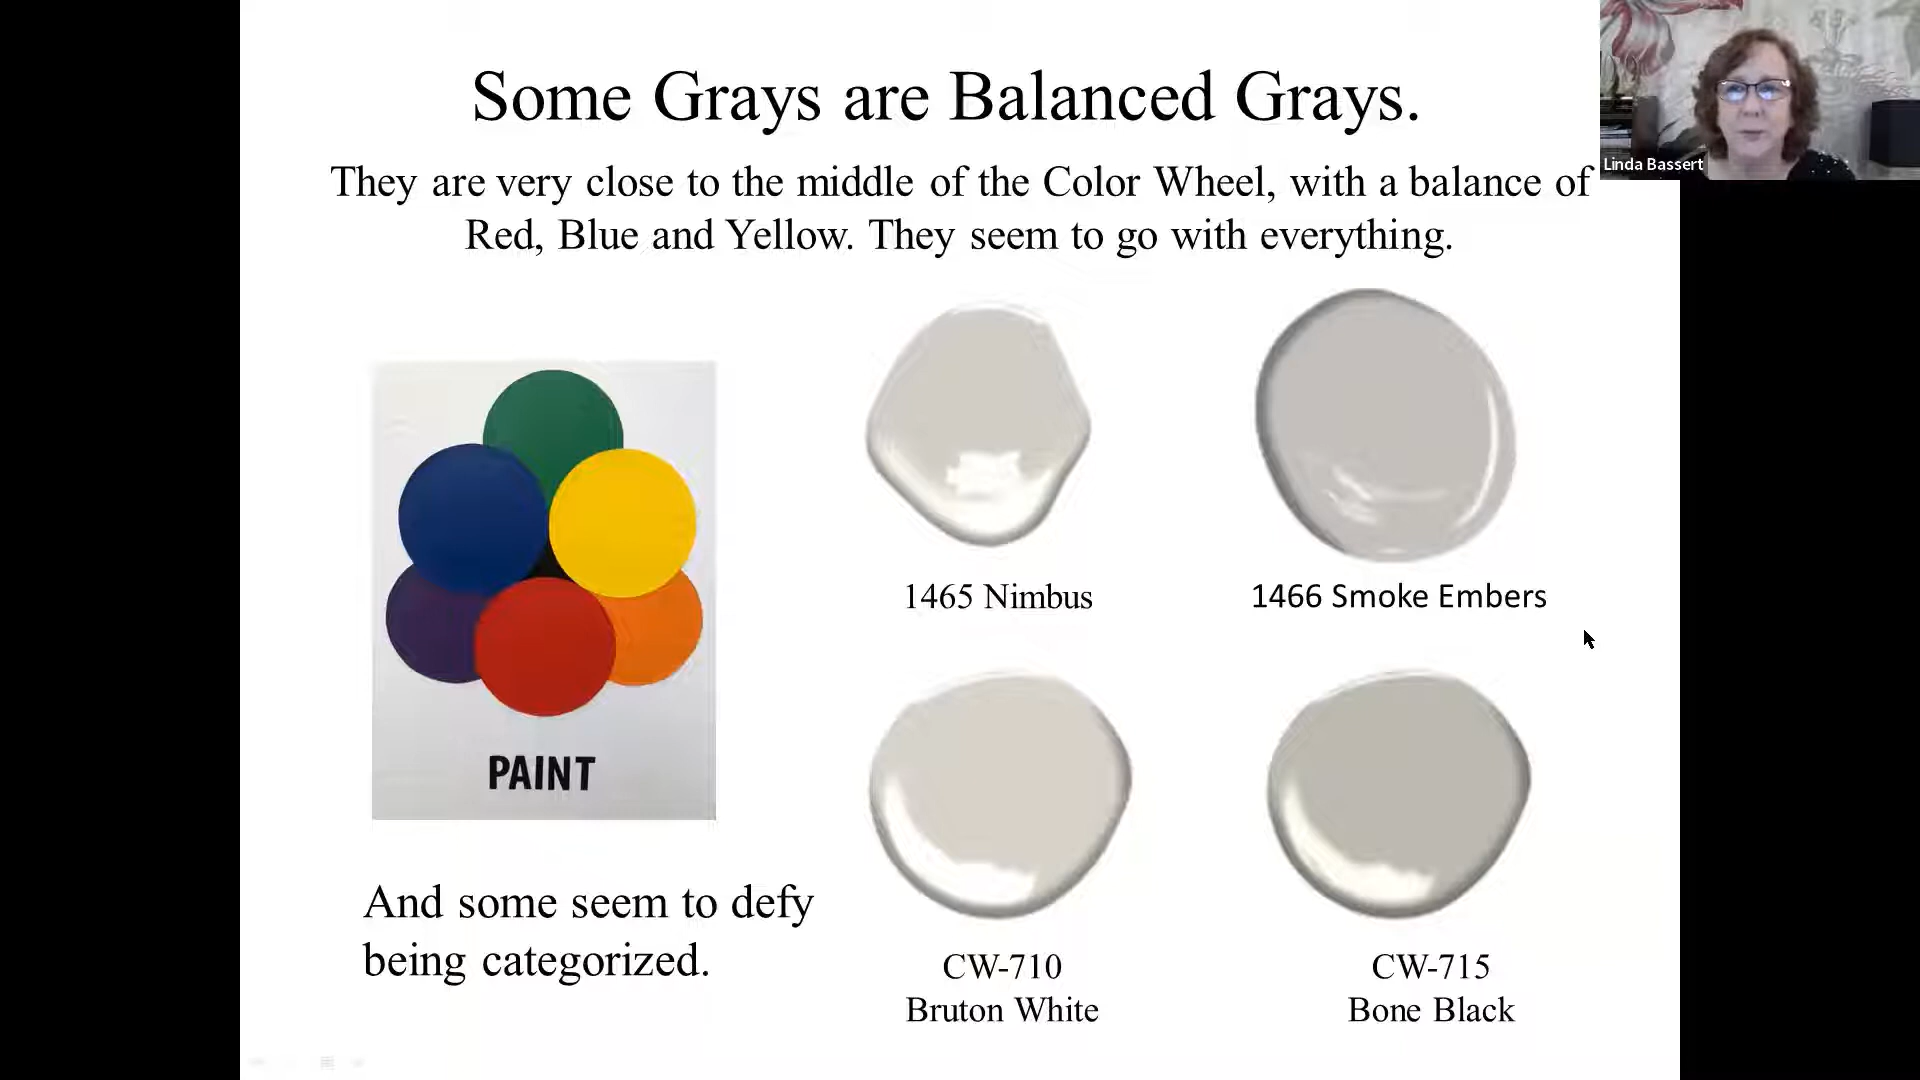 Some Grays are Balanced Grays.
Linda Bassert
They are very close to the middle of the Color Wheel, with a balance of
Red, Blue and Yellow. They seem to go with everything.
1465 Nimbus
1466 Smoke Embers
PAINT
And some seem to defy
being categorized.
CW-710
Bruton White
CW-715
Bone Black